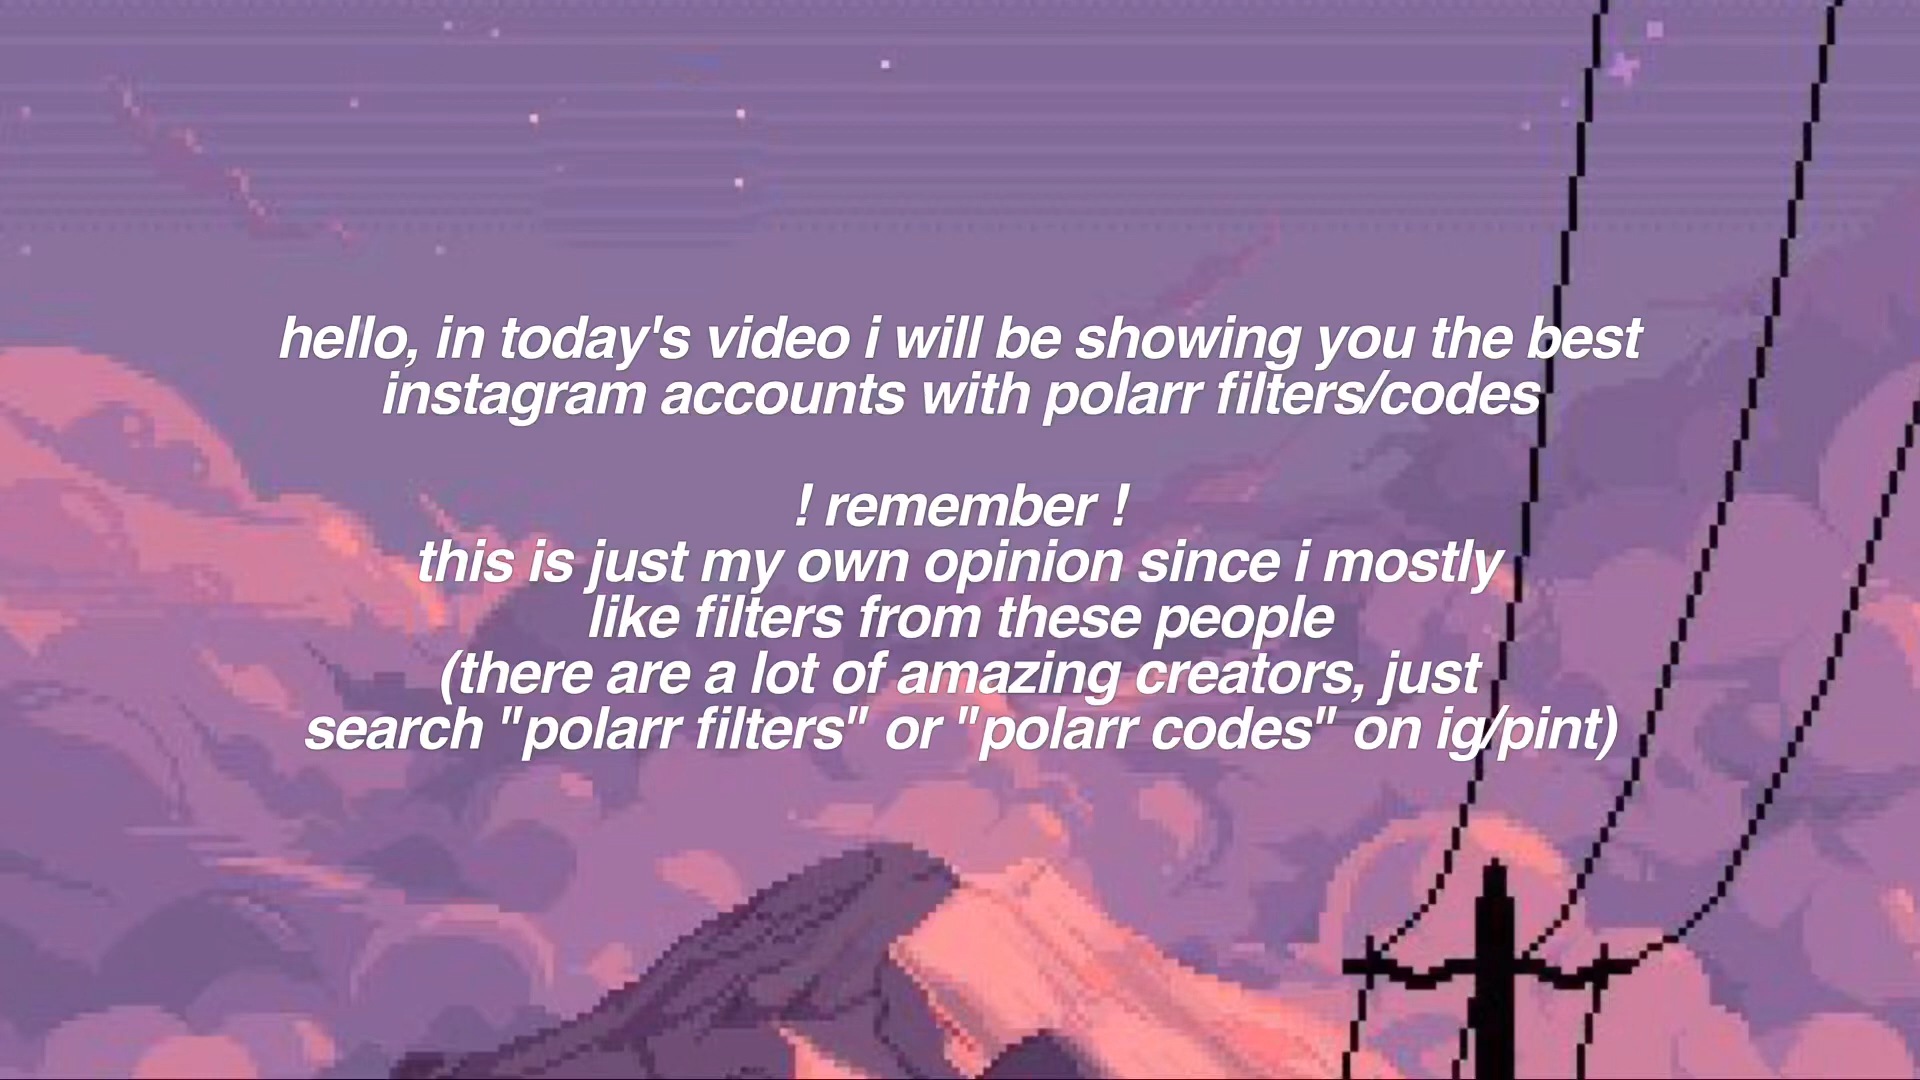 hello, in today's video i will be showing you the best
instagram accounts with polarr filters/codes
! remember !
this is just my own opinion since i mostly
like filters from these people
(there are a lot of amazing creators, just
search "polarr filters" or "polarr codes" on ig/pint)